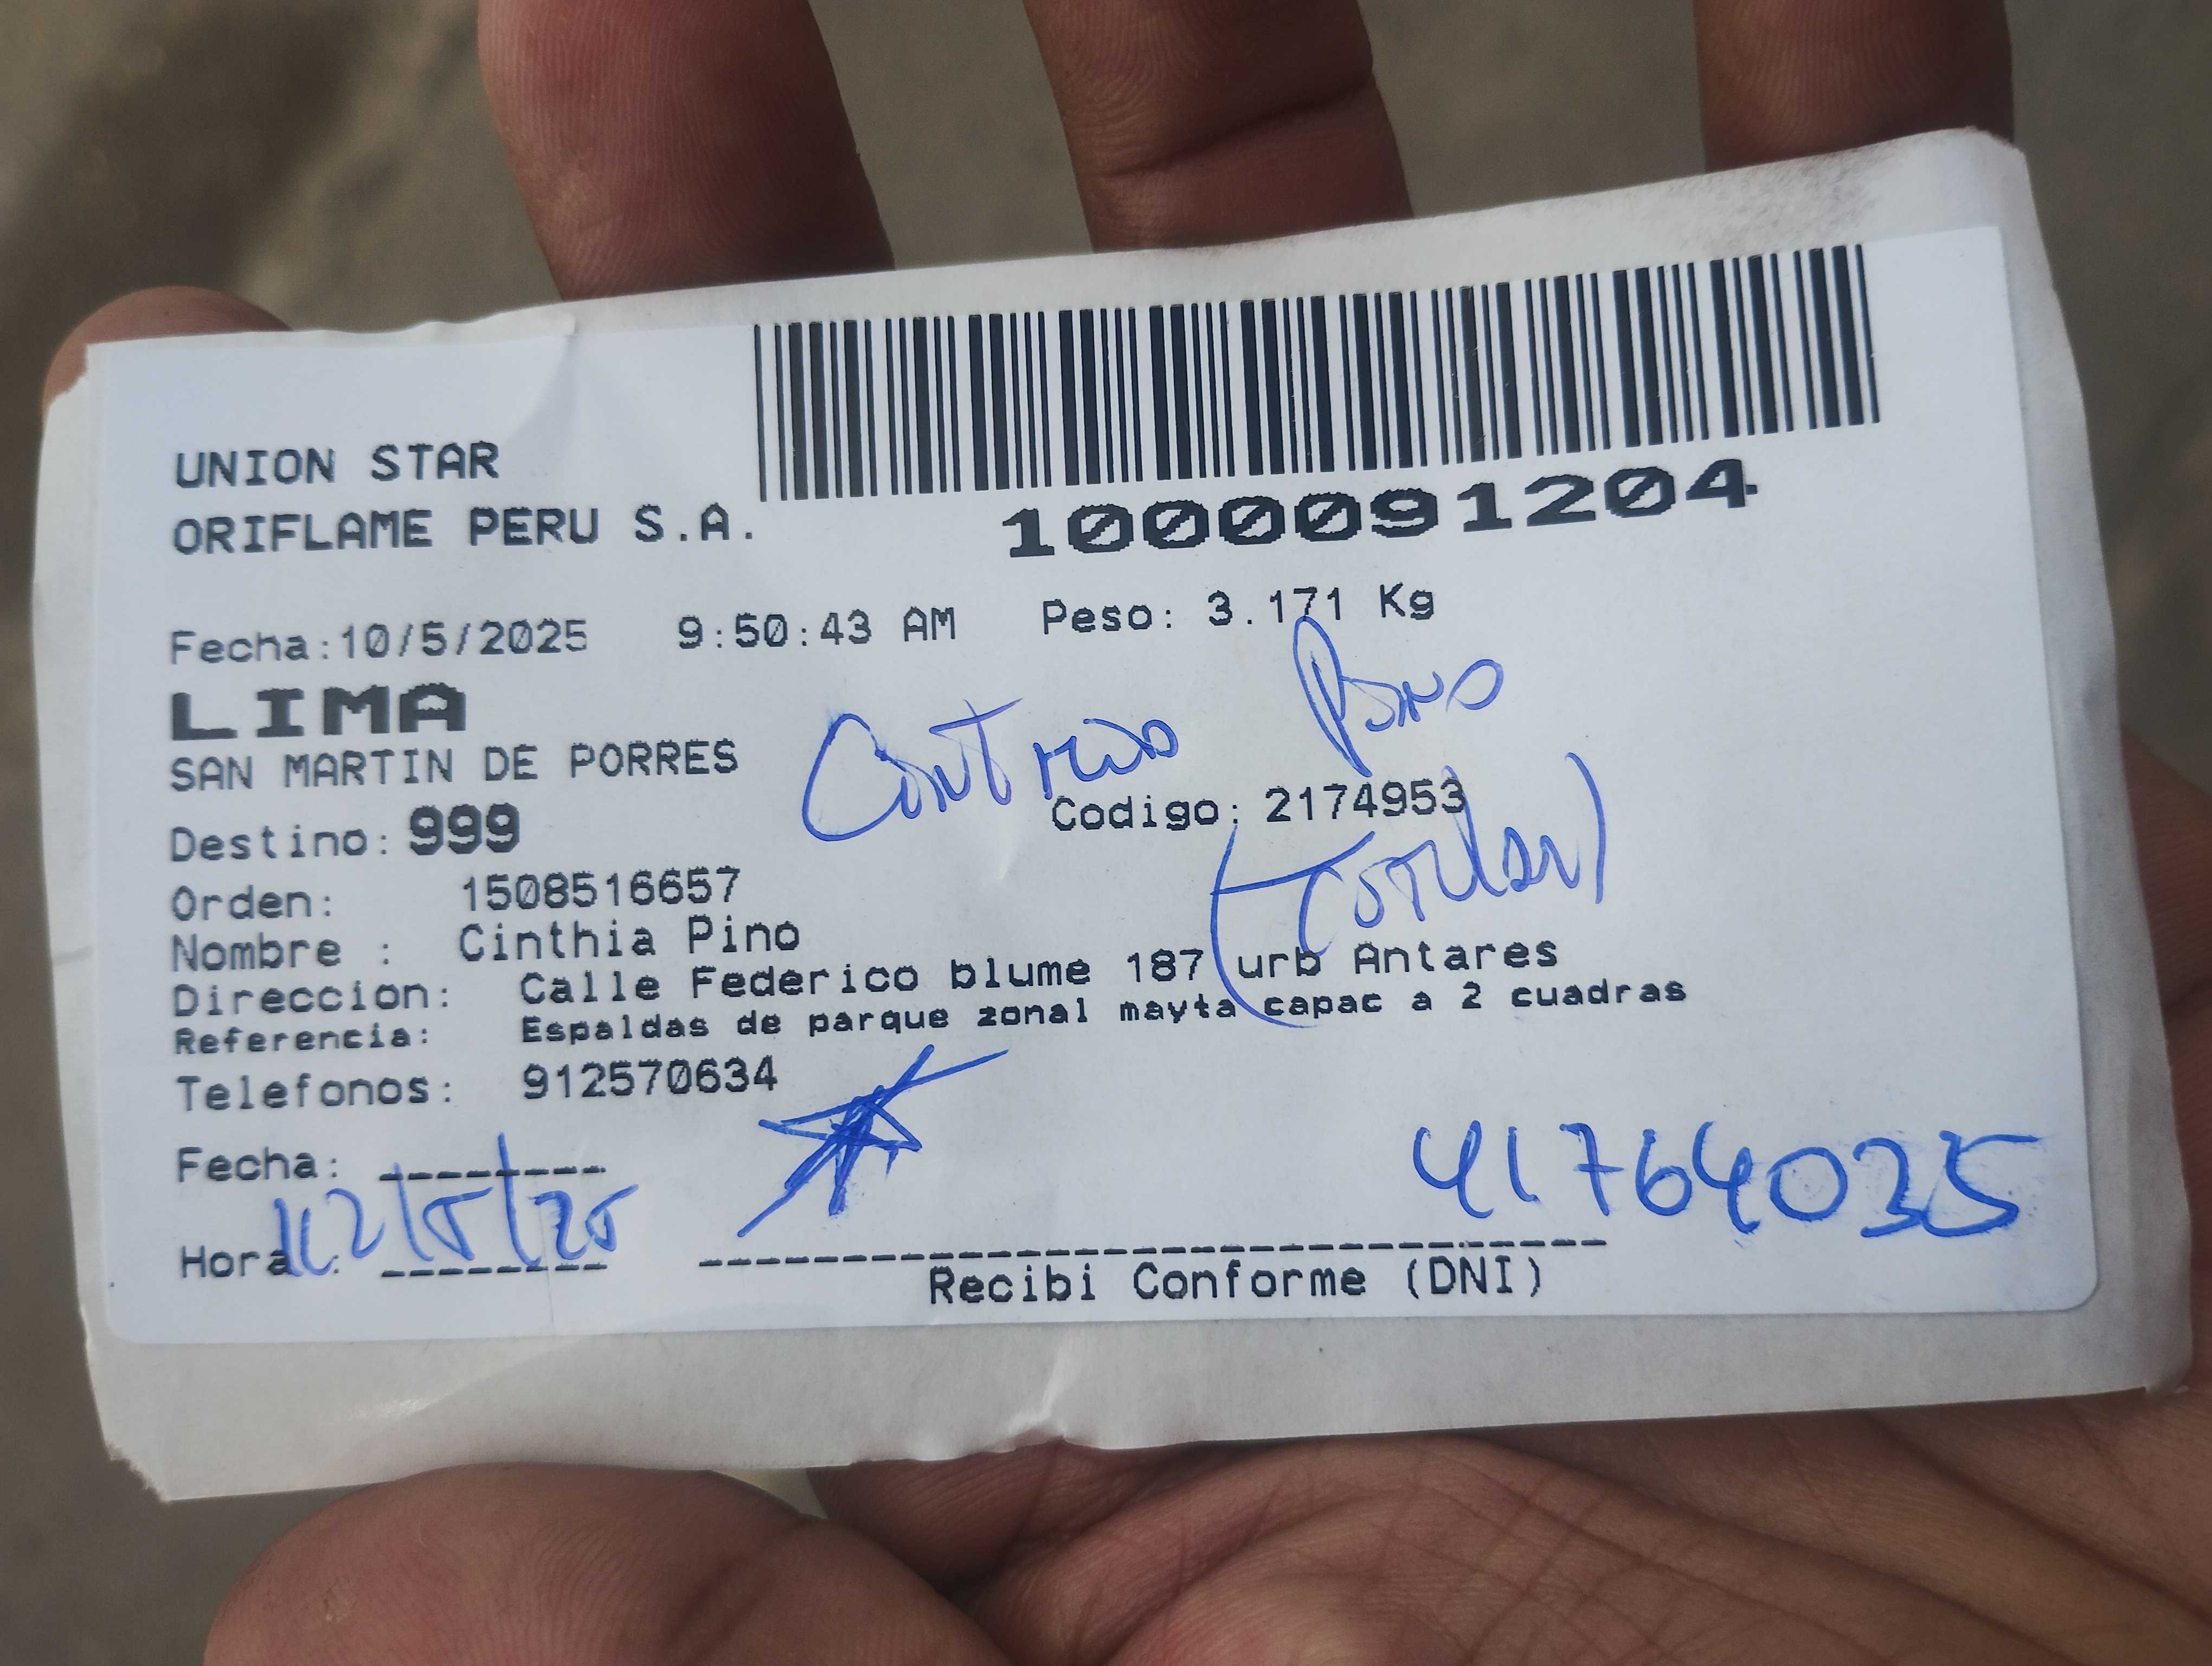 UNION STAR
ORIFLAME PERU S.A.
1000091204
Fecha:10/5/2025 9:50:43 AM Peso: 3.171 Kg
LIMA
SAN MARTIN DE PORRES
Pino
Destino: 999
Codigo: 2174953
(Titular)
Orden: 1508516657
Nombre : Cinthia Pino
Direccion: Calle Federico blume 187 urb Antares
Referencia: Espaldas de parque zonal mayta capac a 2 cuadras
Telefonos: 912570634
Fecha: --------
12/5/25
41764035
Hora : --------
Recibi Conforme (DNI)